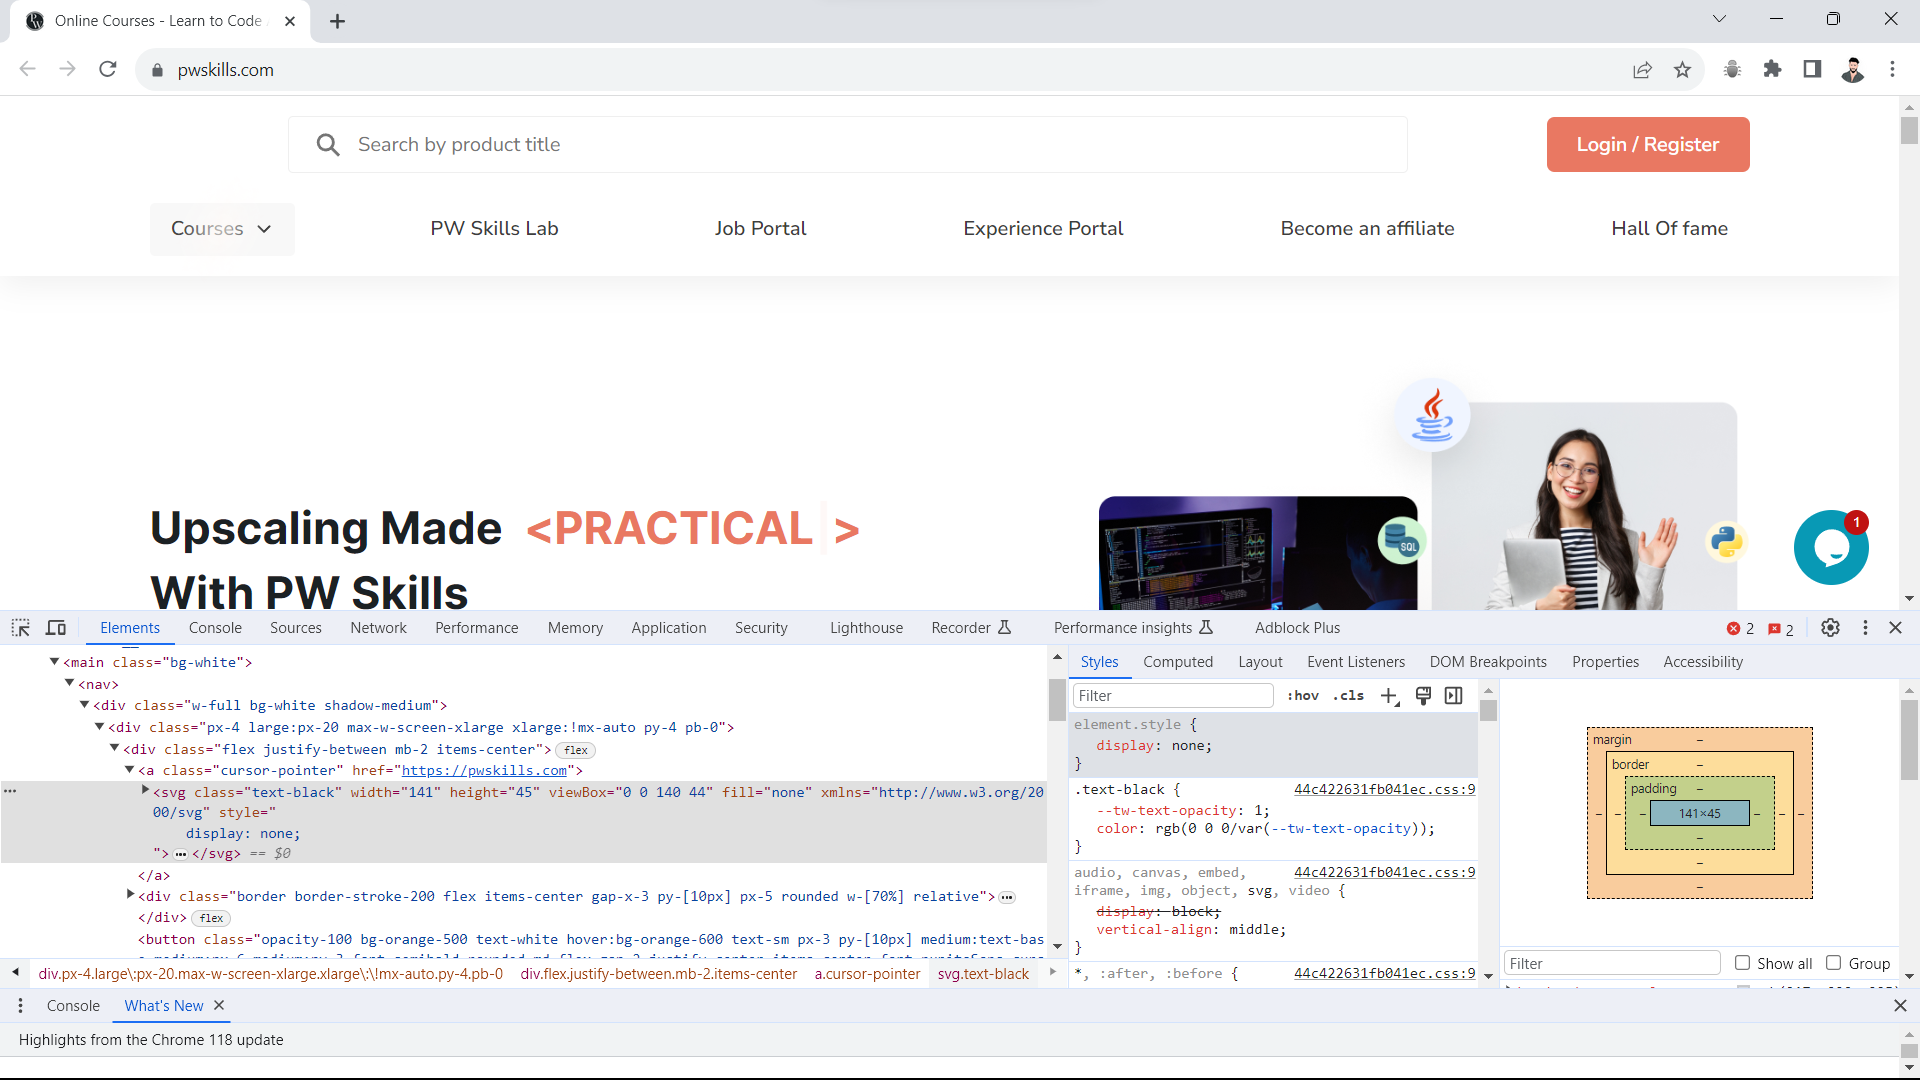 Online Courses - Learn to Code
pwskills.com
Search by product title
Login / Register
Courses
PW Skills Lab
Job Portal
Experience Portal
Become an affiliate
Hall Of fame
Upscaling Made <PRACTICAL >
With PW Skills
SQL
1
Elements Console Sources Network Performance Memory Application Security Lighthouse Recorder Performance insights Adblock Plus 2 2
<main class="bg-white">
<nav>
<div class="w-full bg-white shadow-medium">
<div class="px-4 large:px-20 max-w-screen-xlarge xlarge:!mx-auto py-4 pb-0">
<div class="flex justify-between mb-2 items-center"> flex
<a class="cursor-pointer" href="https://pwskills.com">
<svg class="text-black" width="141" height="45" viewBox="0 0 140 44" fill="none" xmlns="http://www.w3.org/20
00/svg" style="
display: none;
"> … </svg> == $0
</a>
<div class="border border-stroke-200 flex items-center gap-x-3 py-[10px] px-5 rounded w-[70%] relative"> …
</div> flex
<button class="opacity-100 bg-orange-500 text-white hover:bg-orange-600 text-sm px-3 py-[10px] medium:text-bas
div.px-4.large\:px-20.max-w-screen-xlarge.xlarge\:\!mx-auto.py-4.pb-0 div.flex.justify-between.mb-2.items-center a.cursor-pointer svg.text-black
Styles Computed Layout Event Listeners DOM Breakpoints Properties Accessibility
Filter :hov .cls
element.style {
display: none;
}
.text-black { 44c422631fb041ec.css:9
--tw-text-opacity: 1;
color: rgb(0 0 0/var(--tw-text-opacity));
}
audio, canvas, embed, 44c422631fb041ec.css:9
iframe, img, object, svg, video {
display: block;
vertical-align: middle;
}
*, :after, :before { 44c422631fb041ec.css:9
margin –
border –
padding –
– – – 141×45 – – –
–
–
–
Filter Show all Group
Console What's New
Highlights from the Chrome 118 update